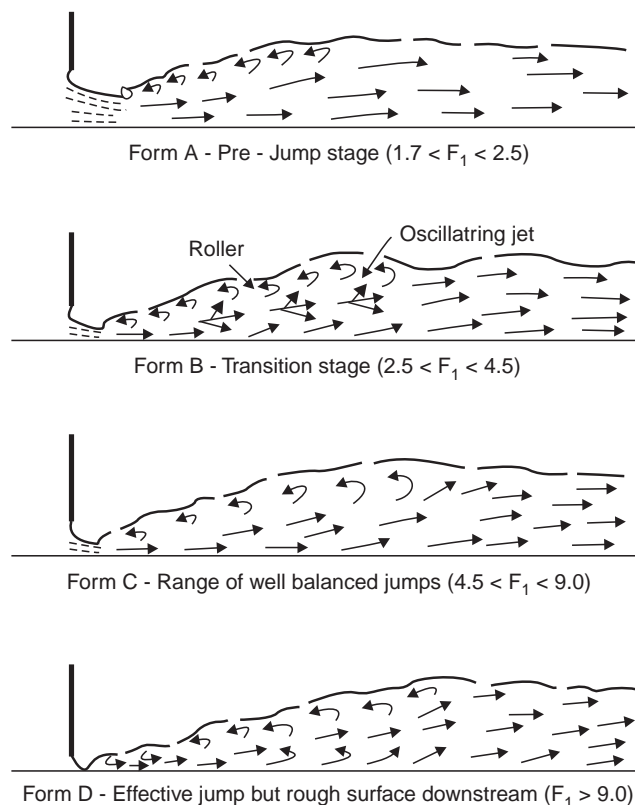 Form A - Pre - Jump stage (1.7 < F1 < 2.5)
Roller
Oscillatring jet
Form B - Transition stage (2.5 < F1 < 4.5)
Form C - Range of well balanced jumps (4.5 < F1 < 9.0)
Form D - Effective jump but rough surface downstream (F1 > 9.0)